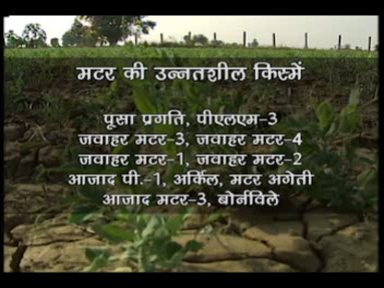 मटर की उन्नतशील किस्में
पूसा प्रगति, पीएलएम-3
जवाहर मटर-3, जवाहर मटर-4
जवाहर मटर-1, जवाहर मटर-2
आजाद पी.-1, अर्किल, मटर अगेती
आजाद मटर-3, बोर्नविले